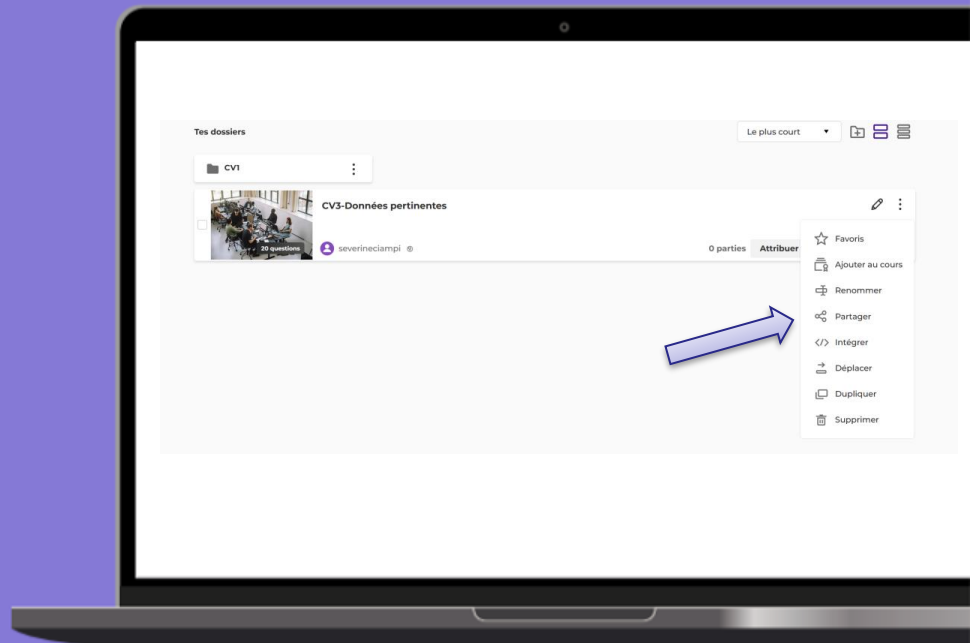 Tes dossiers
Le plus court
CV1
CV3-Données pertinentes
20 questions
severineciampi
0 parties
Attribuer
Favoris
Ajouter au cours
Renommer
Partager
Intégrer
Déplacer
Dupliquer
Supprimer